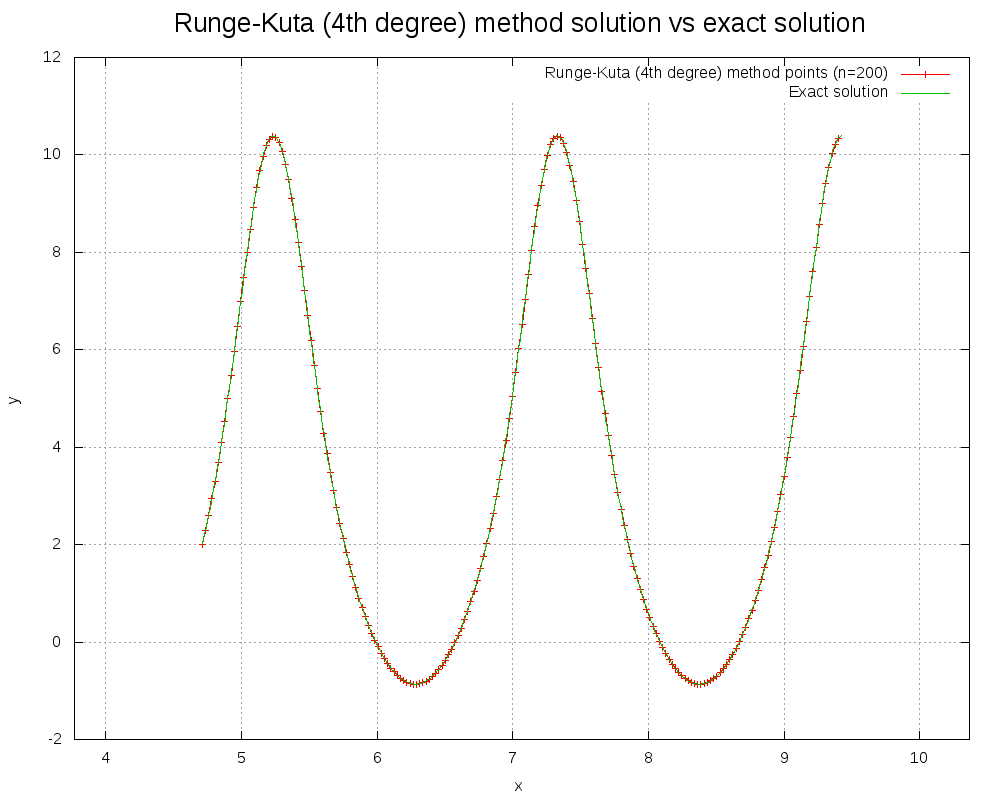 Runge-Kuta (4th degree) method solution vs exact solution
Runge-Kuta (4th degree) method points (n=200)
Exact solution
12
10
8
6
4
2
0
-2
y
4 5 6 7 8 9 10
x